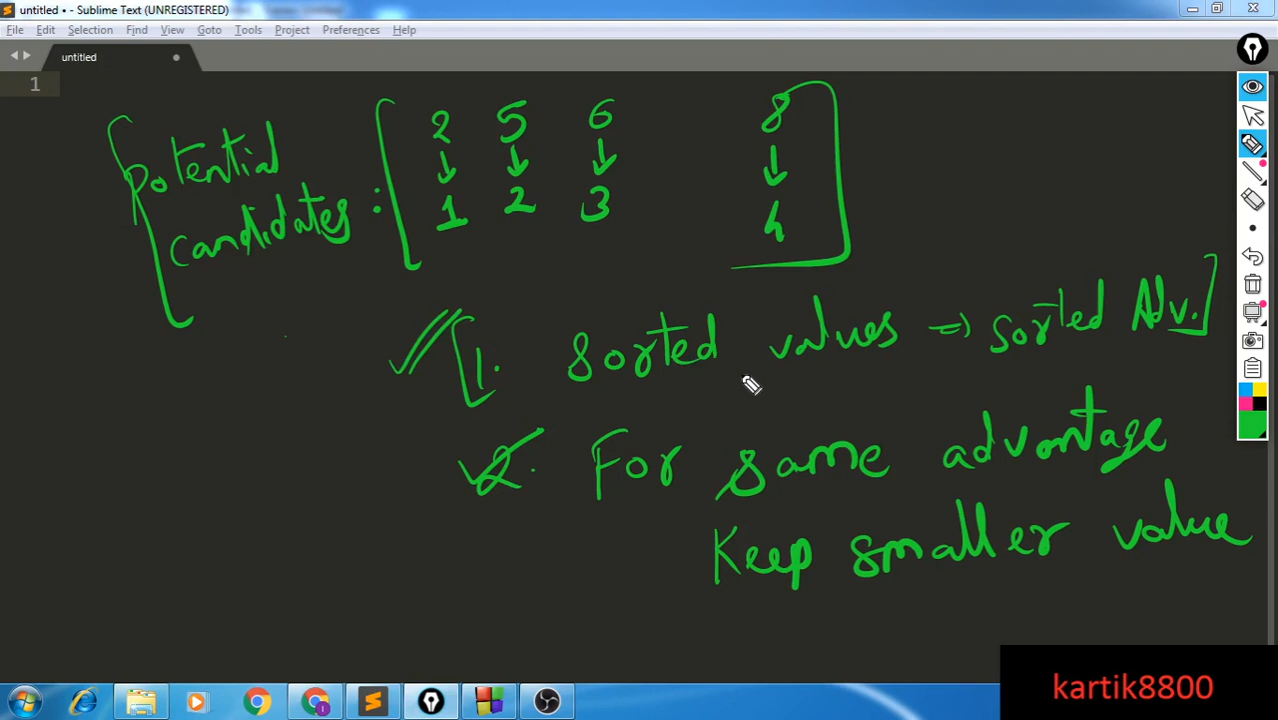 untitled • - Sublime Text (UNREGISTERED)
File Edit Selection Find View Goto Tools Project Preferences Help
untitled
1
Potential candidates : [ 2 5 6 8
↓ ↓ ↓ ↓
1 2 3 4 ]
1. Sorted values ⇒ Sorted Adv.]
2. For same advantage
Keep smaller value
kartik8800